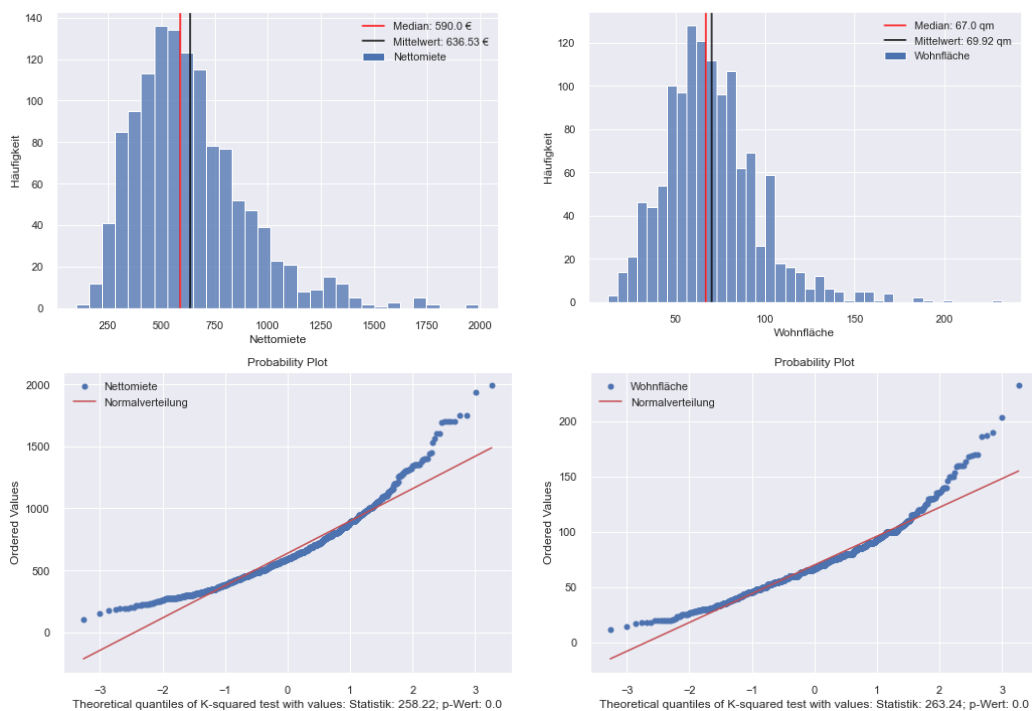 140
120
100
80
60
40
20
0
Häufigkeit
Median: 590.0 €
Mittelwert: 636.53 €
Nettomiete
250 500 750 1000 1250 1500 1750 2000
Nettomiete
120
100
80
60
40
20
0
Häufigkeit
Median: 67.0 qm
Mittelwert: 69.92 qm
Wohnfläche
50 100 150 200
Wohnfläche
Probability Plot
2000
1500
1000
500
0
Ordered Values
Nettomiete
Normalverteilung
−3 −2 −1 0 1 2 3
Theoretical quantiles of K-squared test with values: Statistik: 258.22; p-Wert: 0.0
Probability Plot
200
150
100
50
0
Ordered Values
Wohnfläche
Normalverteilung
−3 −2 −1 0 1 2 3
Theoretical quantiles of K-squared test with values: Statistik: 263.24; p-Wert: 0.0